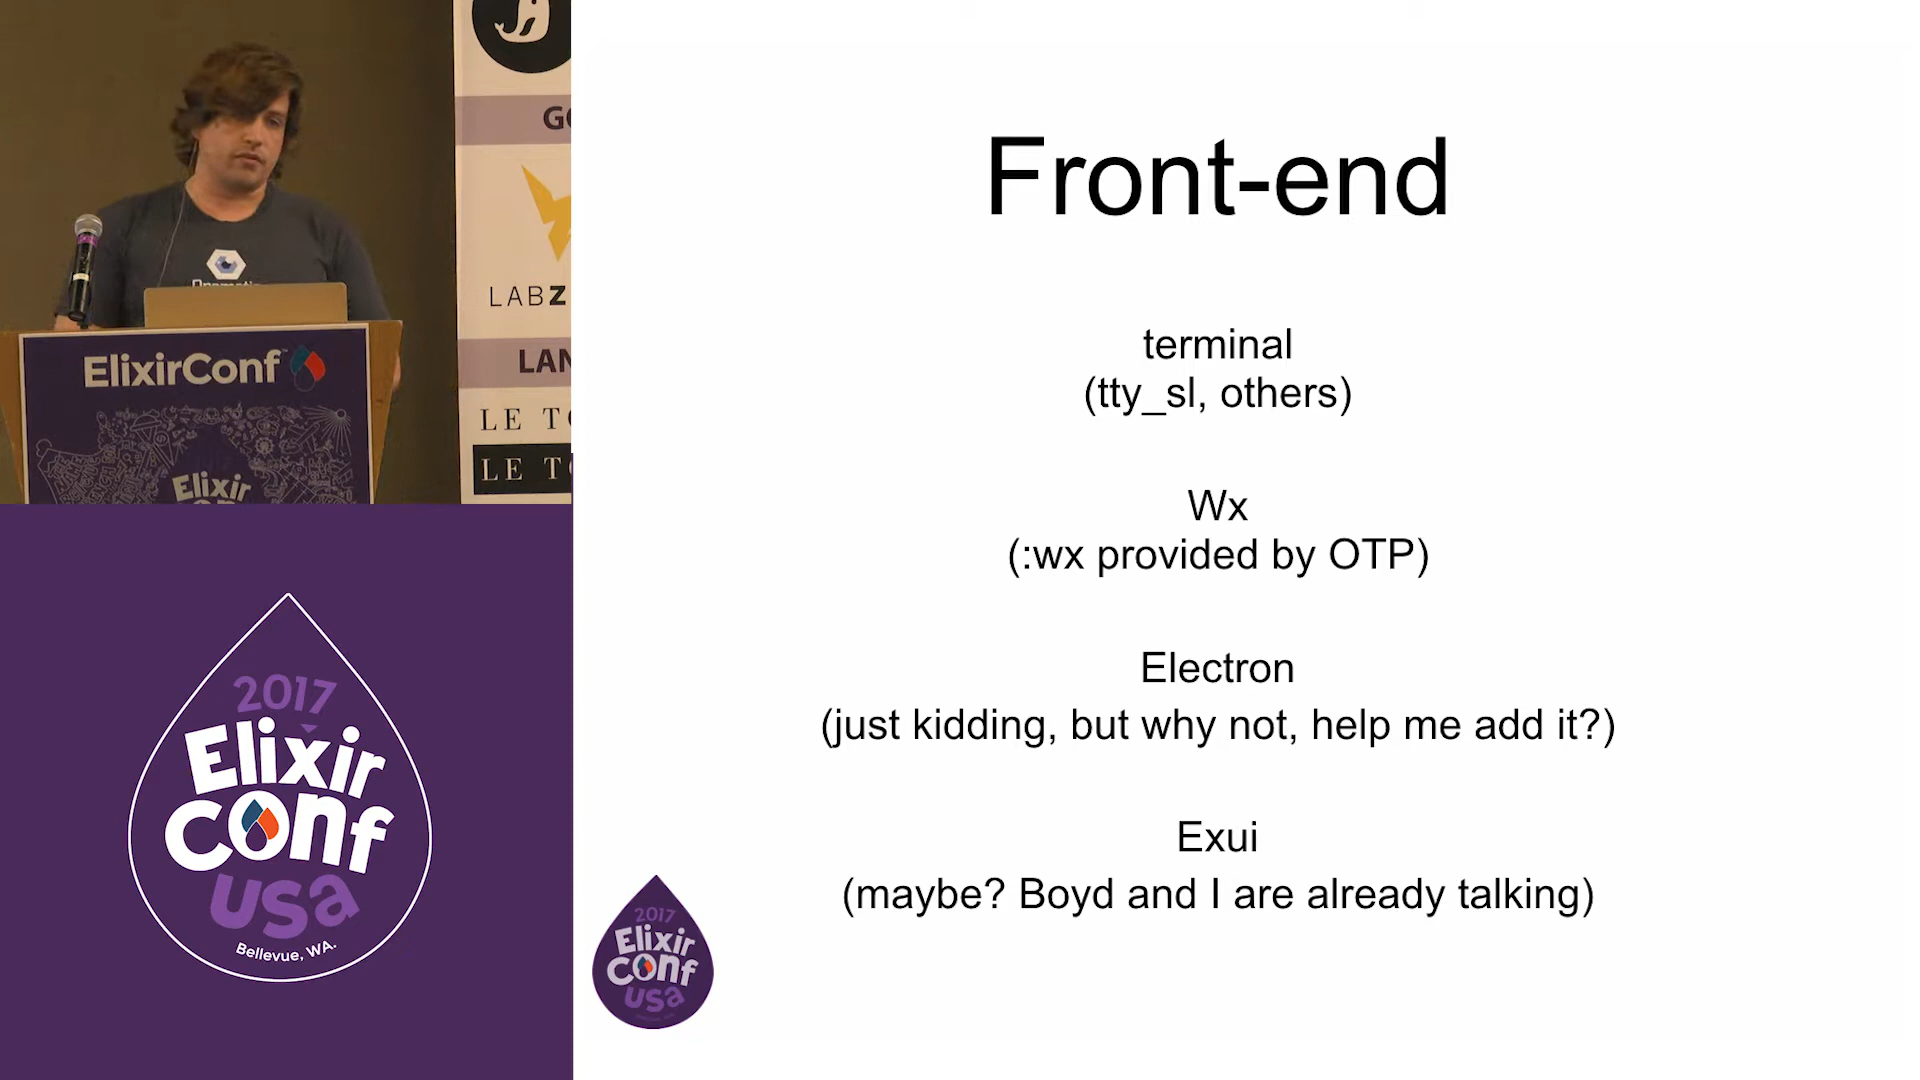 Front-end
terminal
(tty_sl, others)
Wx
(:wx provided by OTP)
Electron
(just kidding, but why not, help me add it?)
Exui
(maybe? Boyd and I are already talking)
LABZ
LAN
LE T
LE T
ElixirConf
Elixir
2017
Elixir
conf
usa
Bellevue, WA.
2017
Elixir
conf
usa